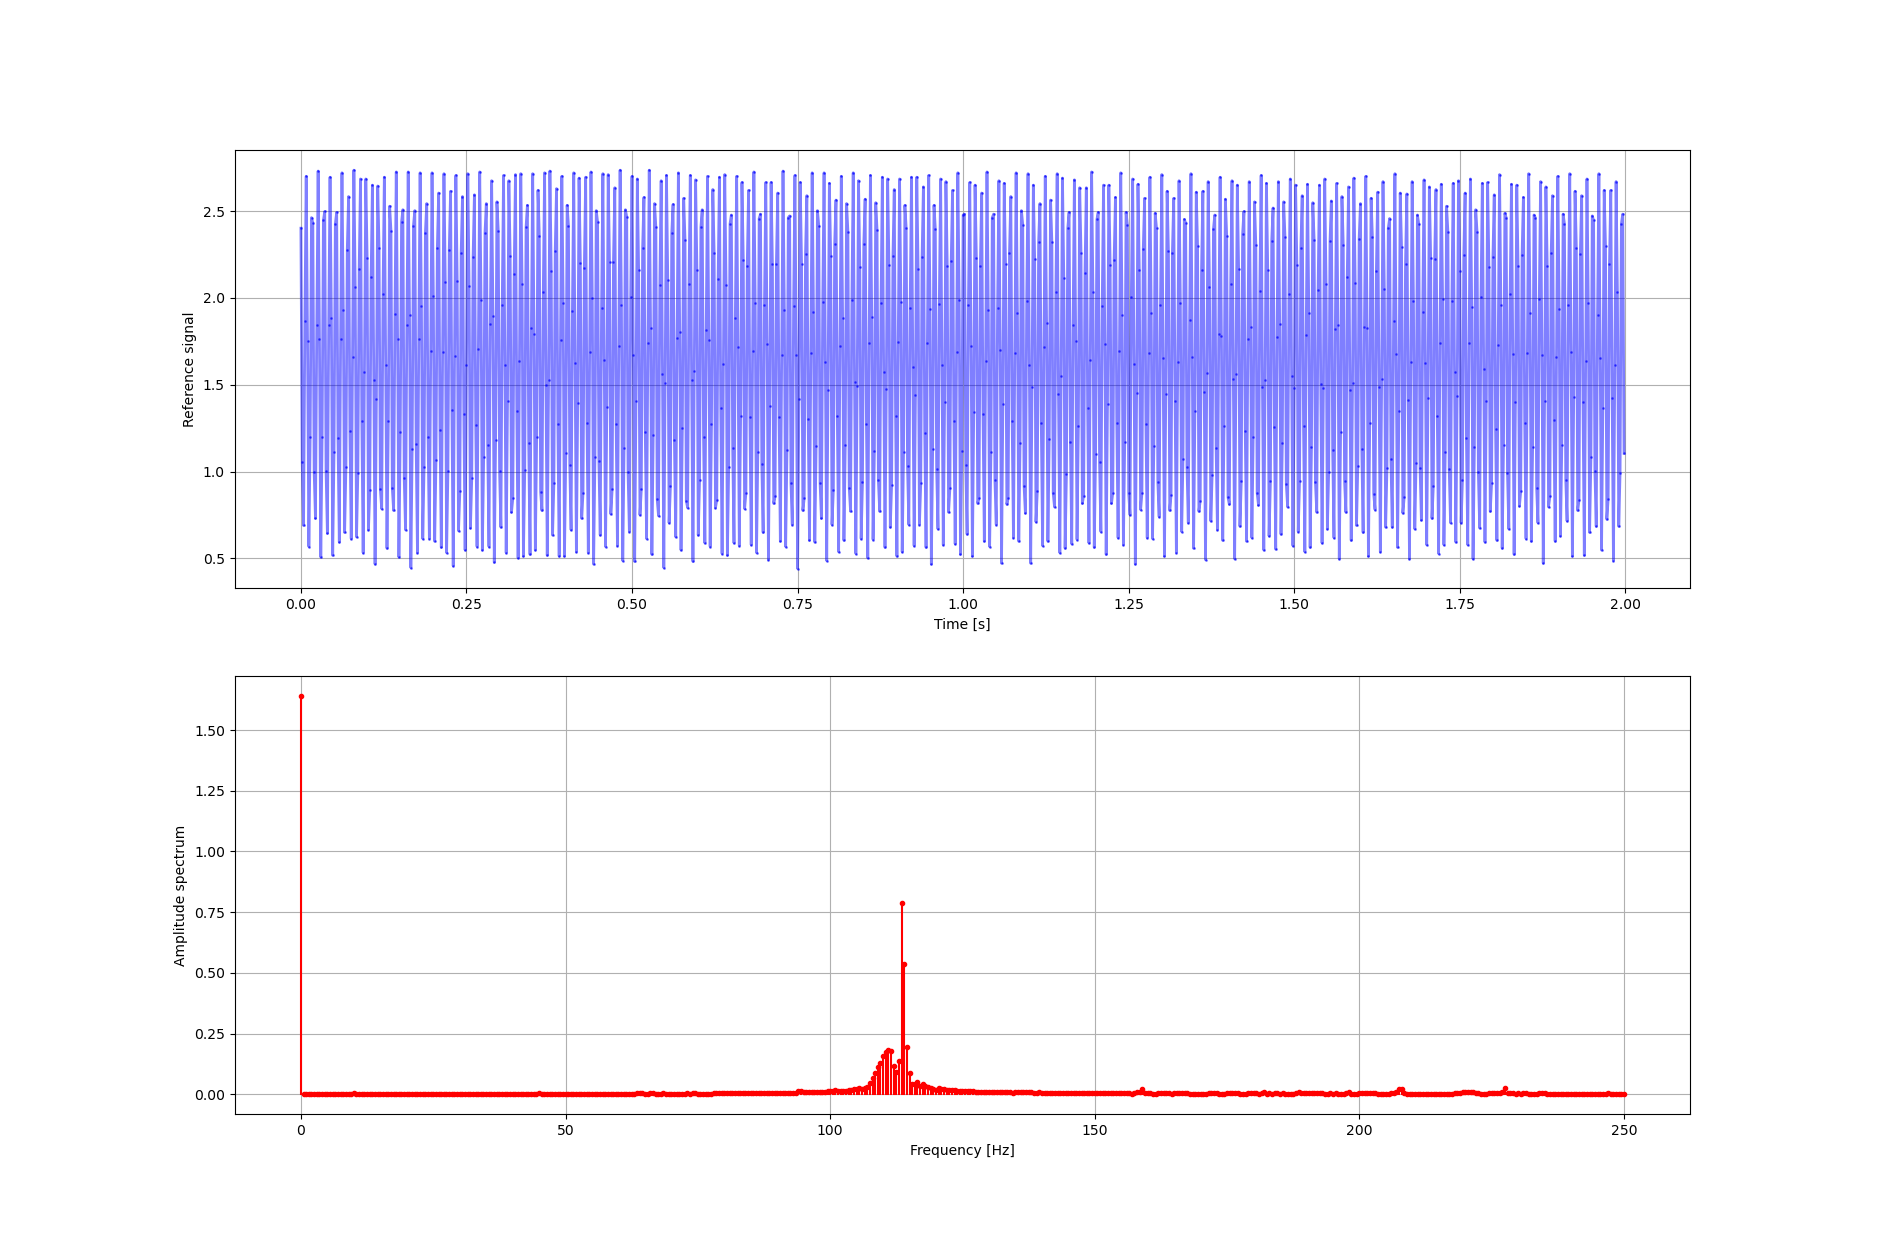 2.5
2.0
1.5
1.0
0.5
Reference signal
0.00 0.25 0.50 0.75 1.00 1.25 1.50 1.75 2.00
Time [s]
1.50
1.25
1.00
0.75
0.50
0.25
0.00
Amplitude spectrum
0 50 100 150 200 250
Frequency [Hz]